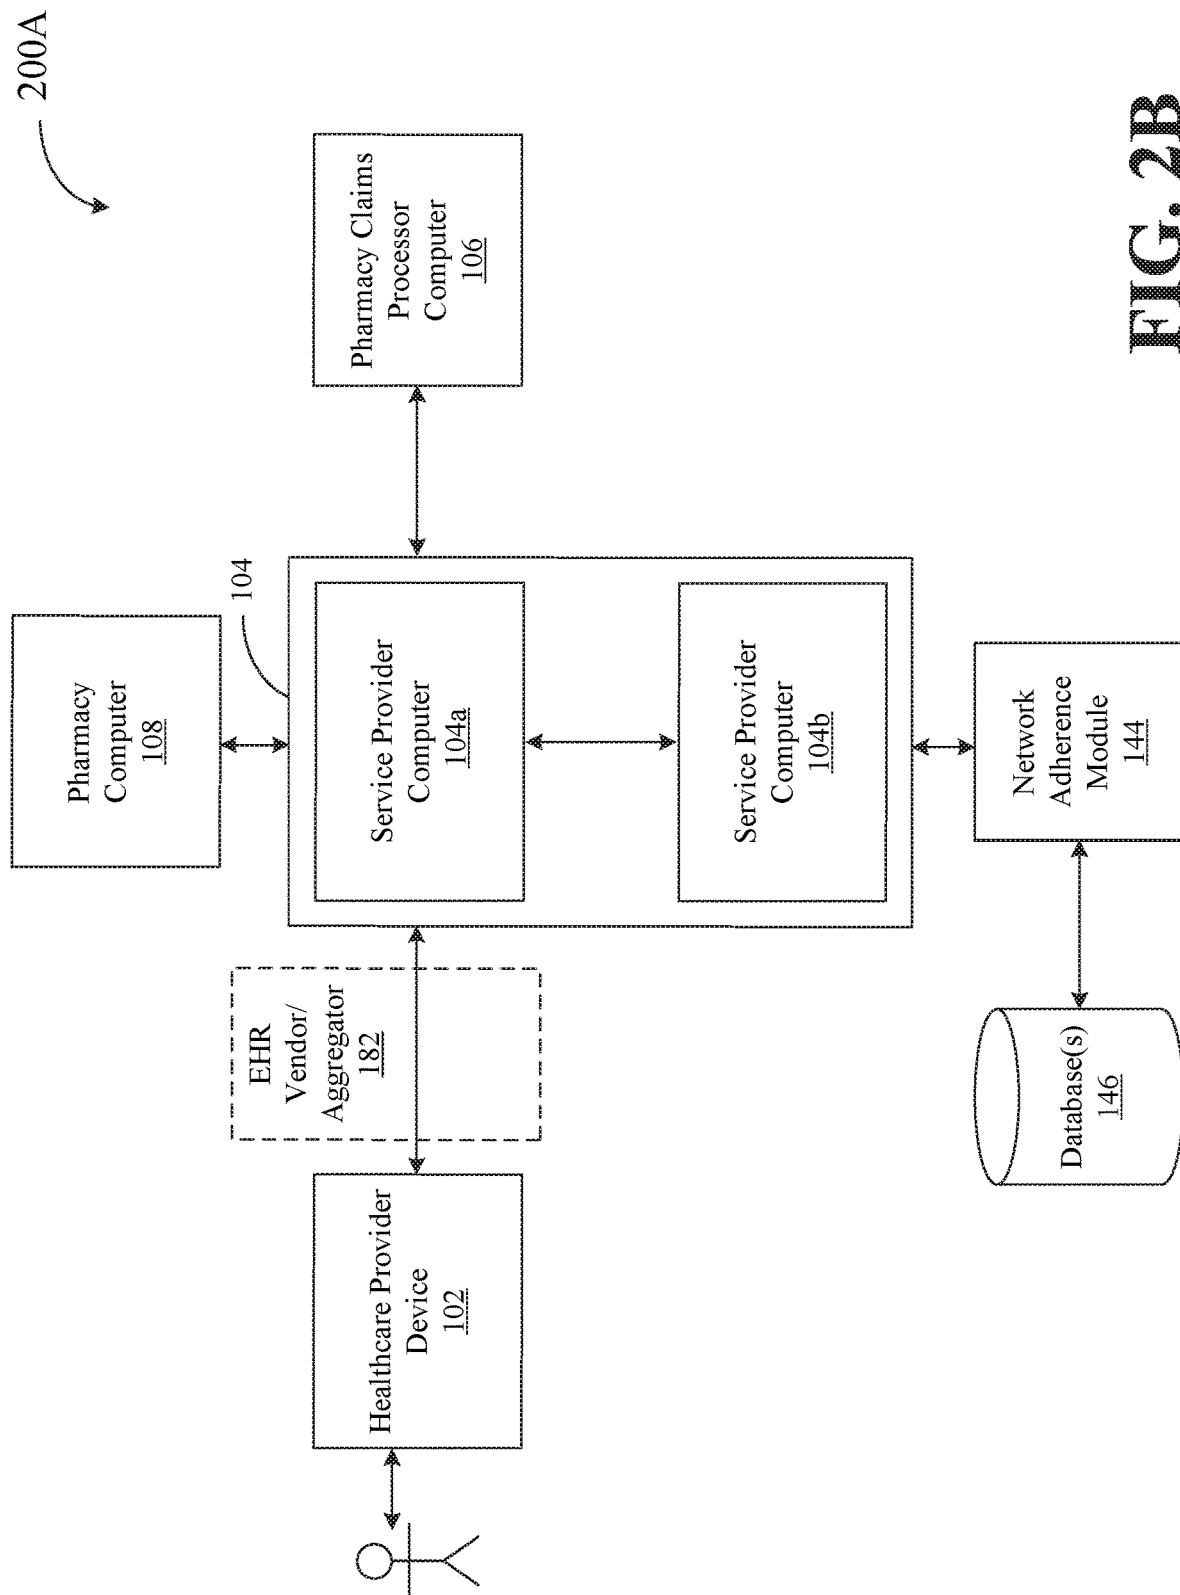 200A
Pharmacy
Computer
108
104
EHR
Vendor/
Aggregator
182
Healthcare Provider
Device
102
Service Provider
Computer
104a
Pharmacy Claims
Processor
Computer
106
Service Provider
Computer
104b
Database(s)
146
Network
Adherence
Module
144
FIG. 2B